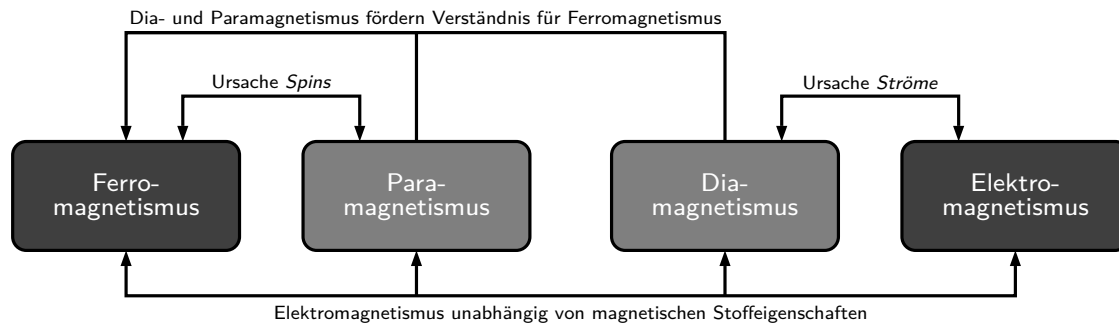 Dia- und Paramagnetismus fördern Verständnis für Ferromagnetismus
Ursache Spins
Ursache Ströme
Ferro-
magnetismus
Para-
magnetismus
Dia-
magnetismus
Elektro-
magnetismus
Elektromagnetismus unabhängig von magnetischen Stoffeigenschaften